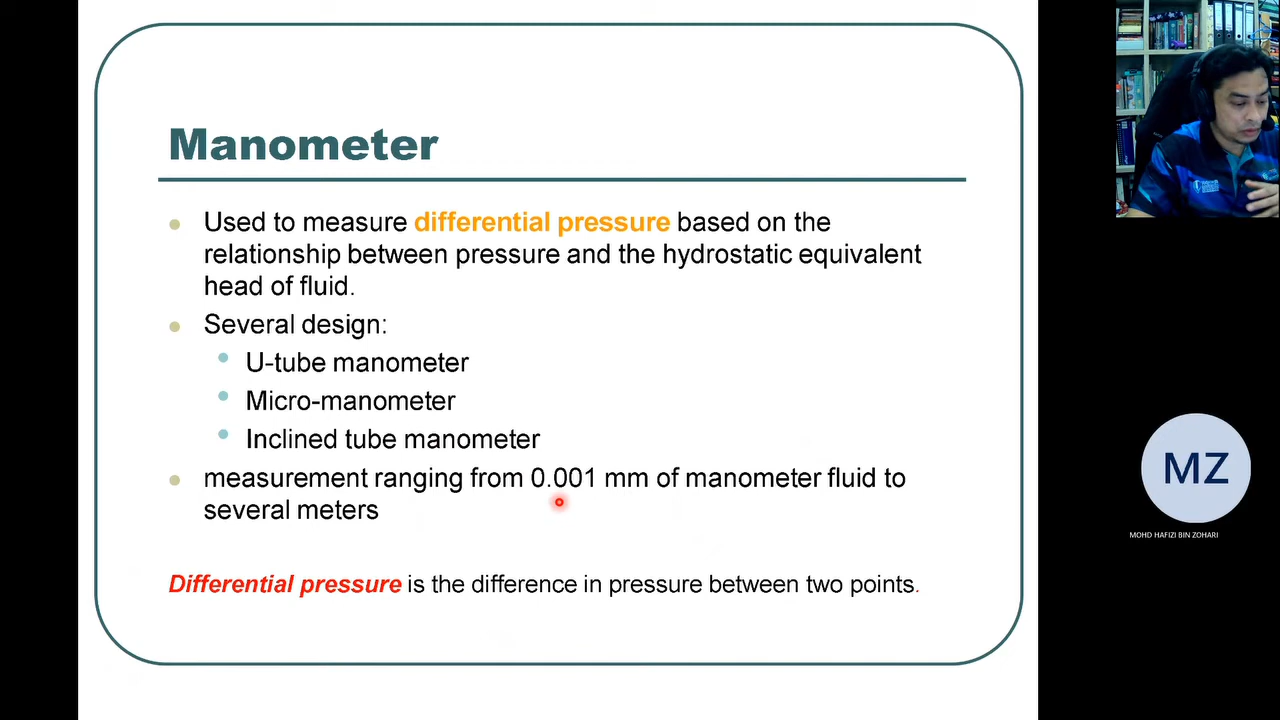 Manometer
Used to measure differential pressure based on the
relationship between pressure and the hydrostatic equivalent
head of fluid.
Several design:
U-tube manometer
Micro-manometer
Inclined tube manometer
measurement ranging from 0.001 mm of manometer fluid to
several meters
Differential pressure is the difference in pressure between two points.
MZ
MOHD HAFIZI BIN ZOHARI